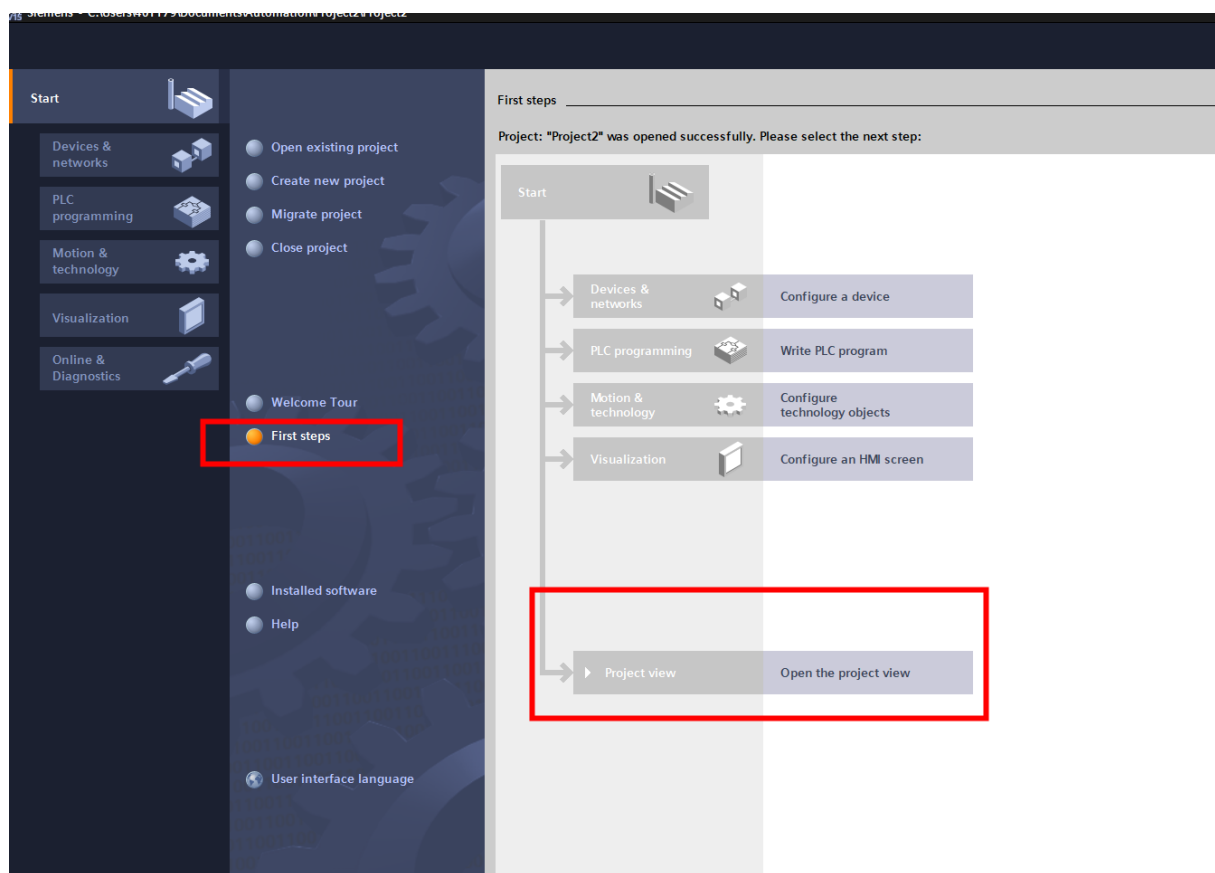 Start
Devices &
networks
PLC
programming
Motion &
technology
Visualization
Online &
Diagnostics
Open existing project
Create new project
Migrate project
Close project
Welcome Tour
First steps
Installed software
Help
User interface language
First steps
Project: "Project2" was opened successfully. Please select the next step:
Start
Devices &
networks
Configure a device
PLC programming
Write PLC program
Motion &
technology
Configure
technology objects
Visualization
Configure an HMI screen
Project view
Open the project view